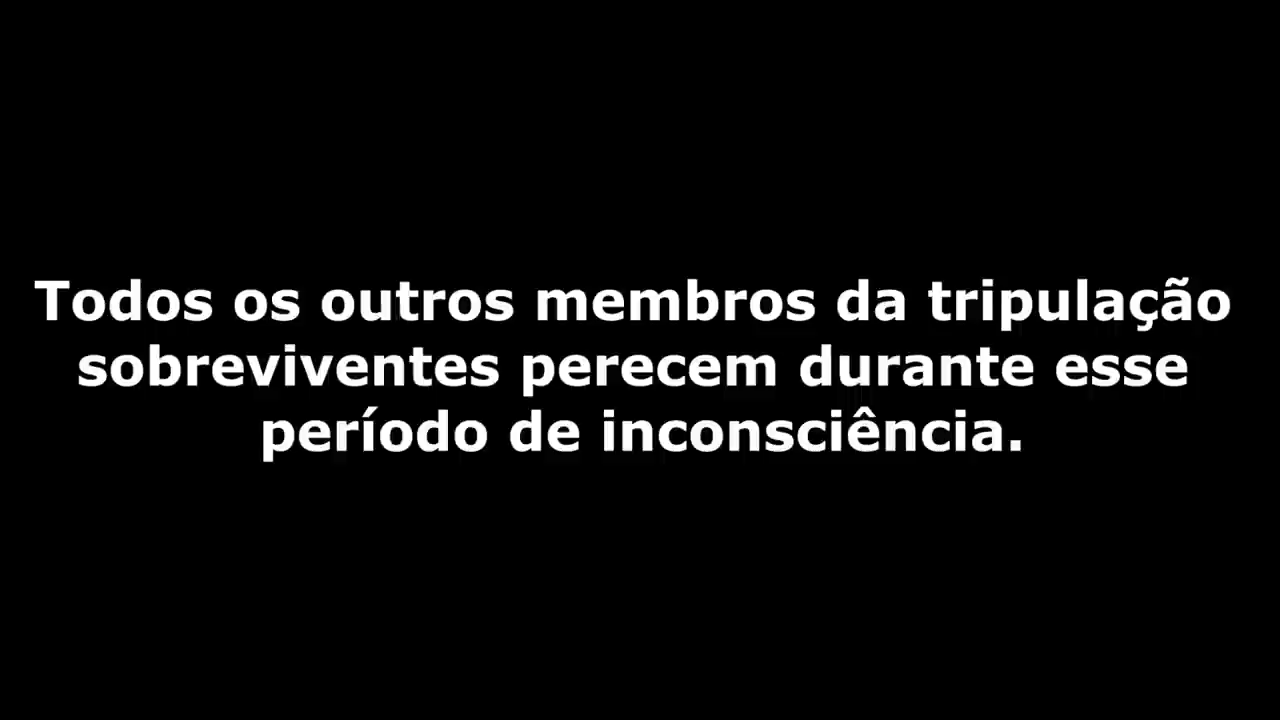 Todos os outros membros da tripulação
sobreviventes perecem durante esse
período de inconsciência.